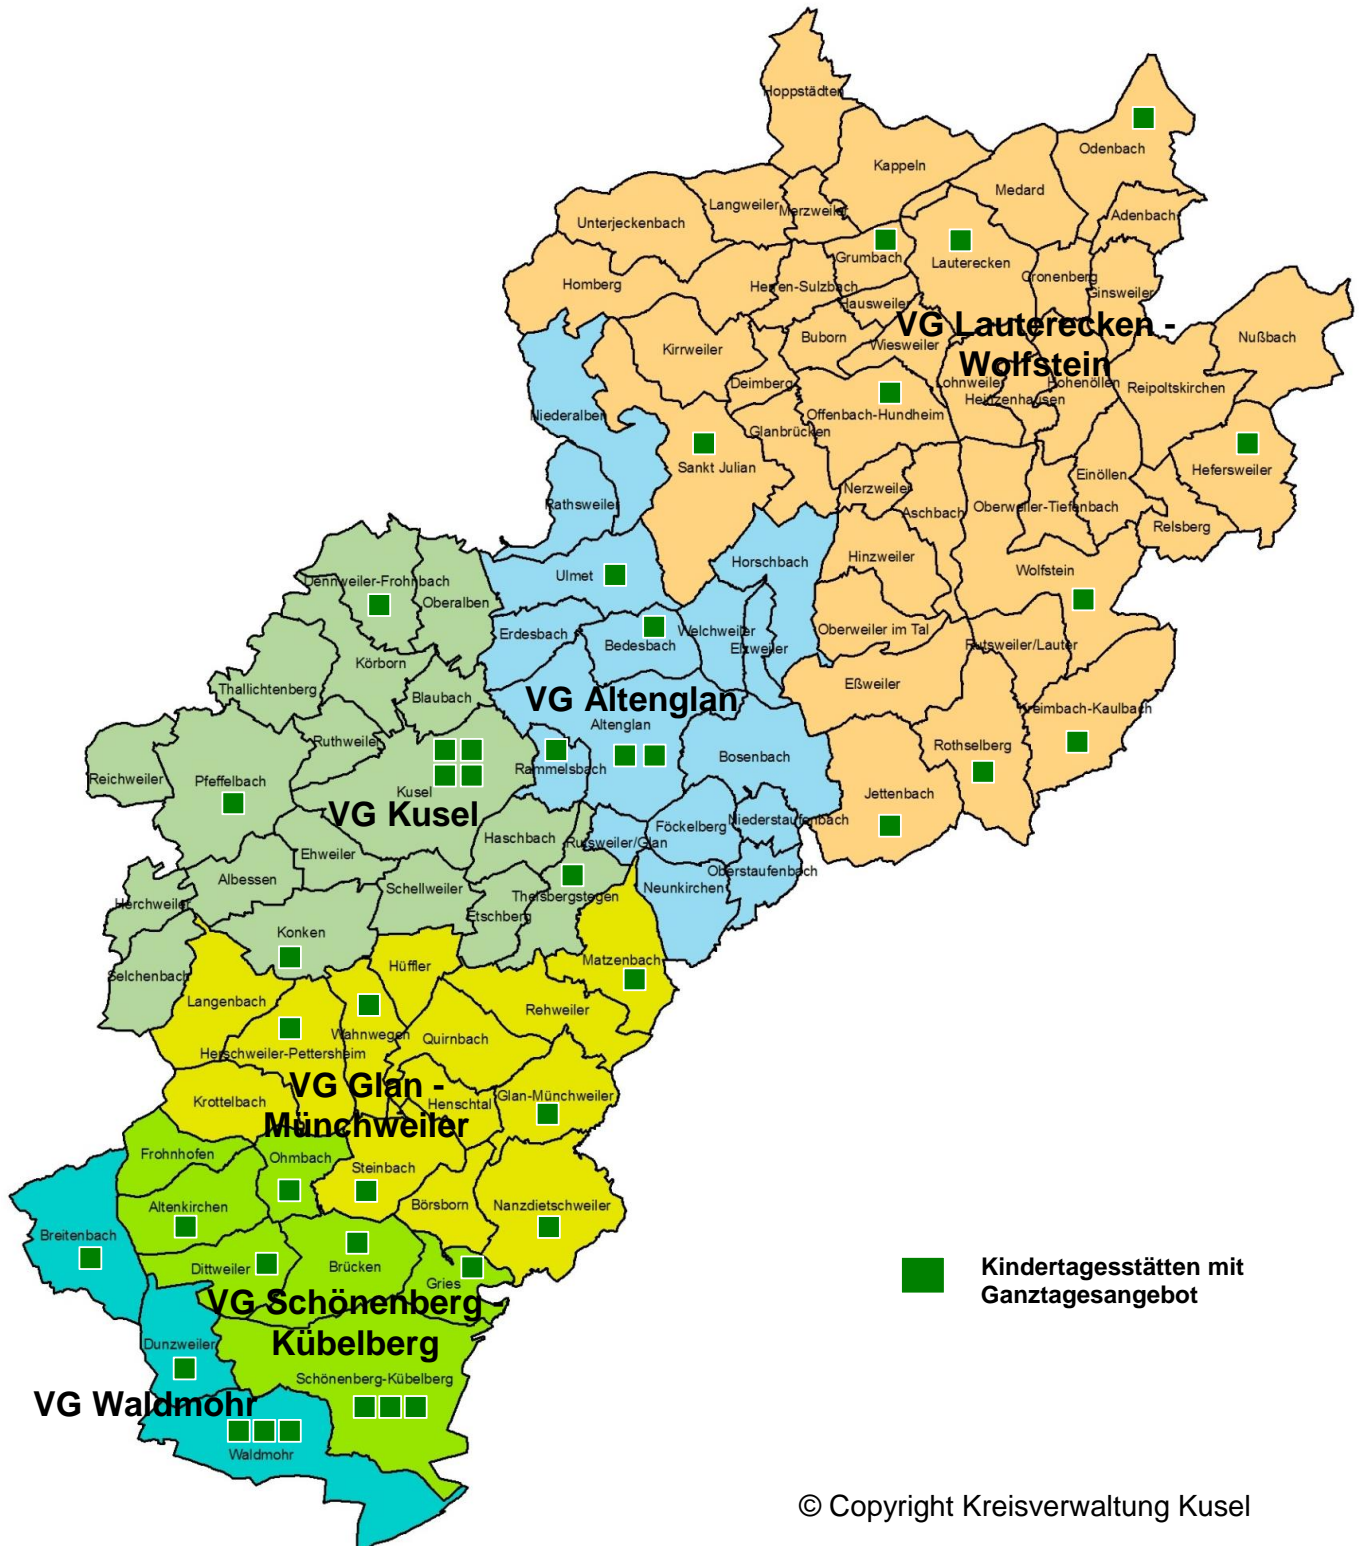 Hoppstädten
Odenbach
Kappeln
Medard
Langweiler
Merzweiler
Adenbach
Unterjeckenbach
Grumbach
Lauterecken
Cronenberg
Ginsweiler
Homberg
Herren-Sulzbach
Hausweiler
VG Lauterecken -
Wolfstein
Nußbach
Buborn
Wiesweiler
Kirrweiler
Deimberg
Lohnweiler
Hohenöllen
Reipoltskirchen
Heinzenhausen
Niederalben
Offenbach-Hundheim
Glanbrücken
Sankt Julian
Hefersweiler
Einöllen
Nerzweiler
Rathsweiler
Aschbach
Oberweiler-Tiefenbach
Relsberg
Horschbach
Hinzweiler
Wolfstein
Ulmet
Dennweiler-Frohnbach
Oberalben
Erdesbach
Bedesbach
Welchweiler
Elzweiler
Oberweiler im Tal
Rutsweiler/Lauter
Körborn
Thallichtenberg
Blaubach
Eßweiler
VG Altenglan
Kreimbach-Kaulbach
Altenglan
Ruthweiler
Rothselberg
Bosenbach
Rammelsbach
Reichweiler
Pfeffelbach
Kusel
Jettenbach
VG Kusel
Föckelberg
Niederstaufenbach
Haschbach
Rutsweiler/Glan
Ehweiler
Oberstaufenbach
Albessen
Schellweiler
Neunkirchen
Theisbergstegen
Herchweiler
Etschberg
Konken
Matzenbach
Hüffler
Selchenbach
Langenbach
Rehweiler
Wahnwegen
Quirnbach
Herschweiler-Pettersheim
VG Glan -
Münchweiler
Glan-Münchweiler
Krottelbach
Henschtal
Frohnhofen
Ohmbach
Steinbach
Altenkirchen
Börsborn
Nanzdietschweiler
Breitenbach
Dittweiler
Brücken
Gries
Kindertagesstätten mit
Ganztagesangebot
VG Schönenberg -
Kübelberg
Dunzweiler
Schönenberg-Kübelberg
VG Waldmohr
Waldmohr
© Copyright Kreisverwaltung Kusel